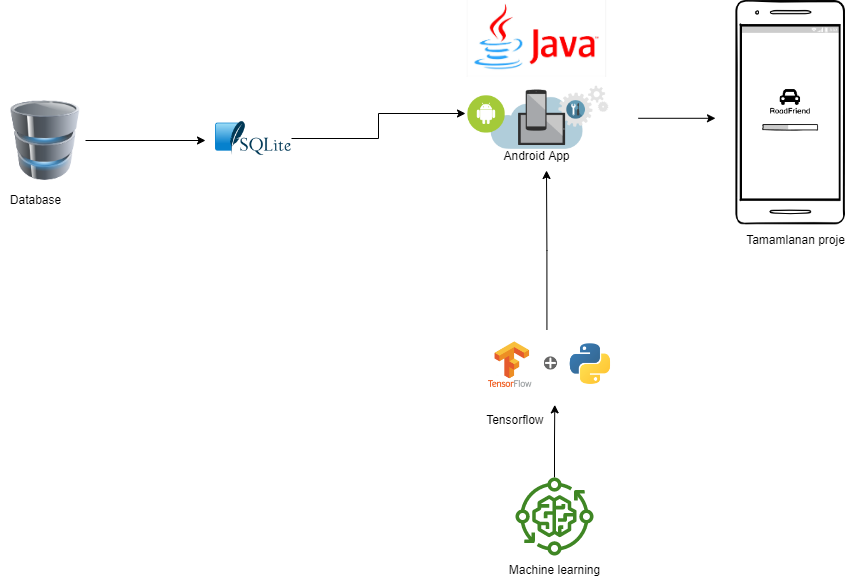 Java
RoadFriend
SQLite
Android App
Database
Tamamlanan proje
TensorFlow
Tensorflow
Machine learning